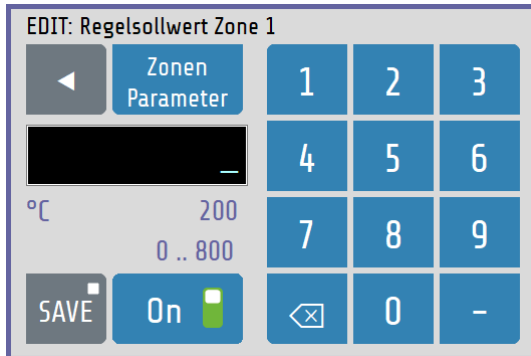 EDIT: Regelsollwert Zone 1
◄ Zonen Parameter 1 2 3
_ 4 5 6
°C 200
0 .. 800
7 8 9
SAVE On 0 -